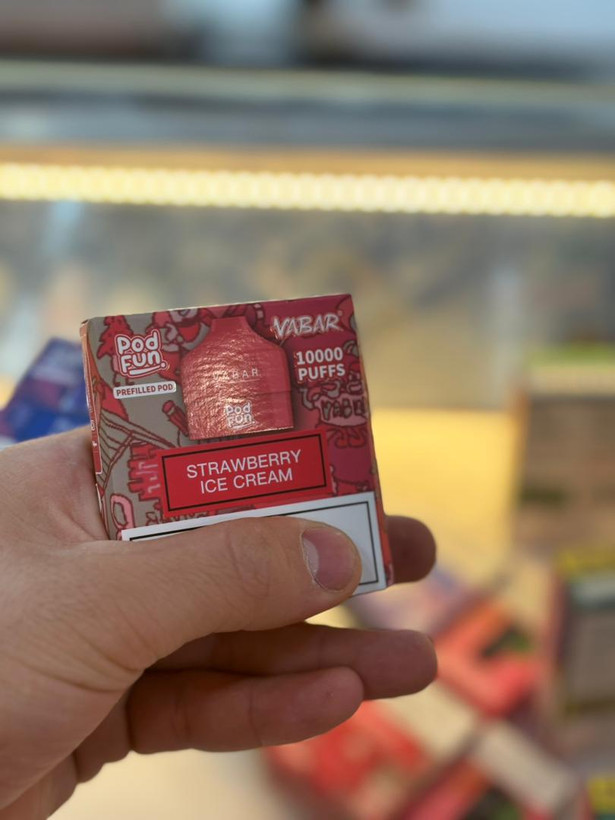 Pod
Fun
PREFILLED POD
VABAR
10000
PUFFS
VABAR
Pod
Fun
STRAWBERRY
ICE CREAM